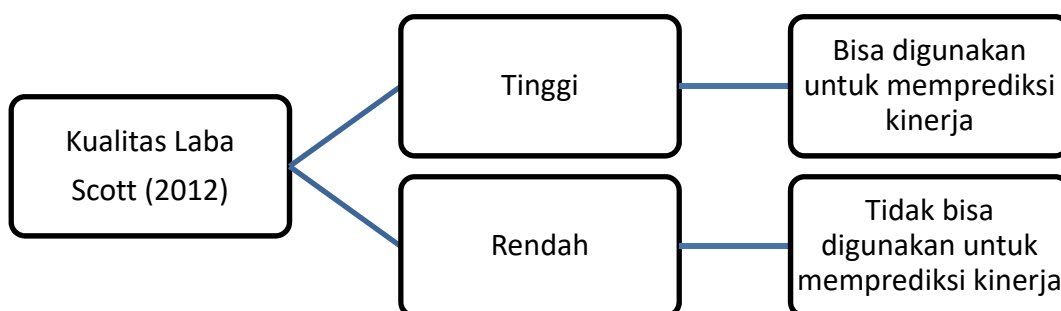 Kualitas Laba
Scott (2012)
Tinggi
Bisa digunakan
untuk memprediksi
kinerja
Rendah
Tidak bisa
digunakan untuk
memprediksi kinerja